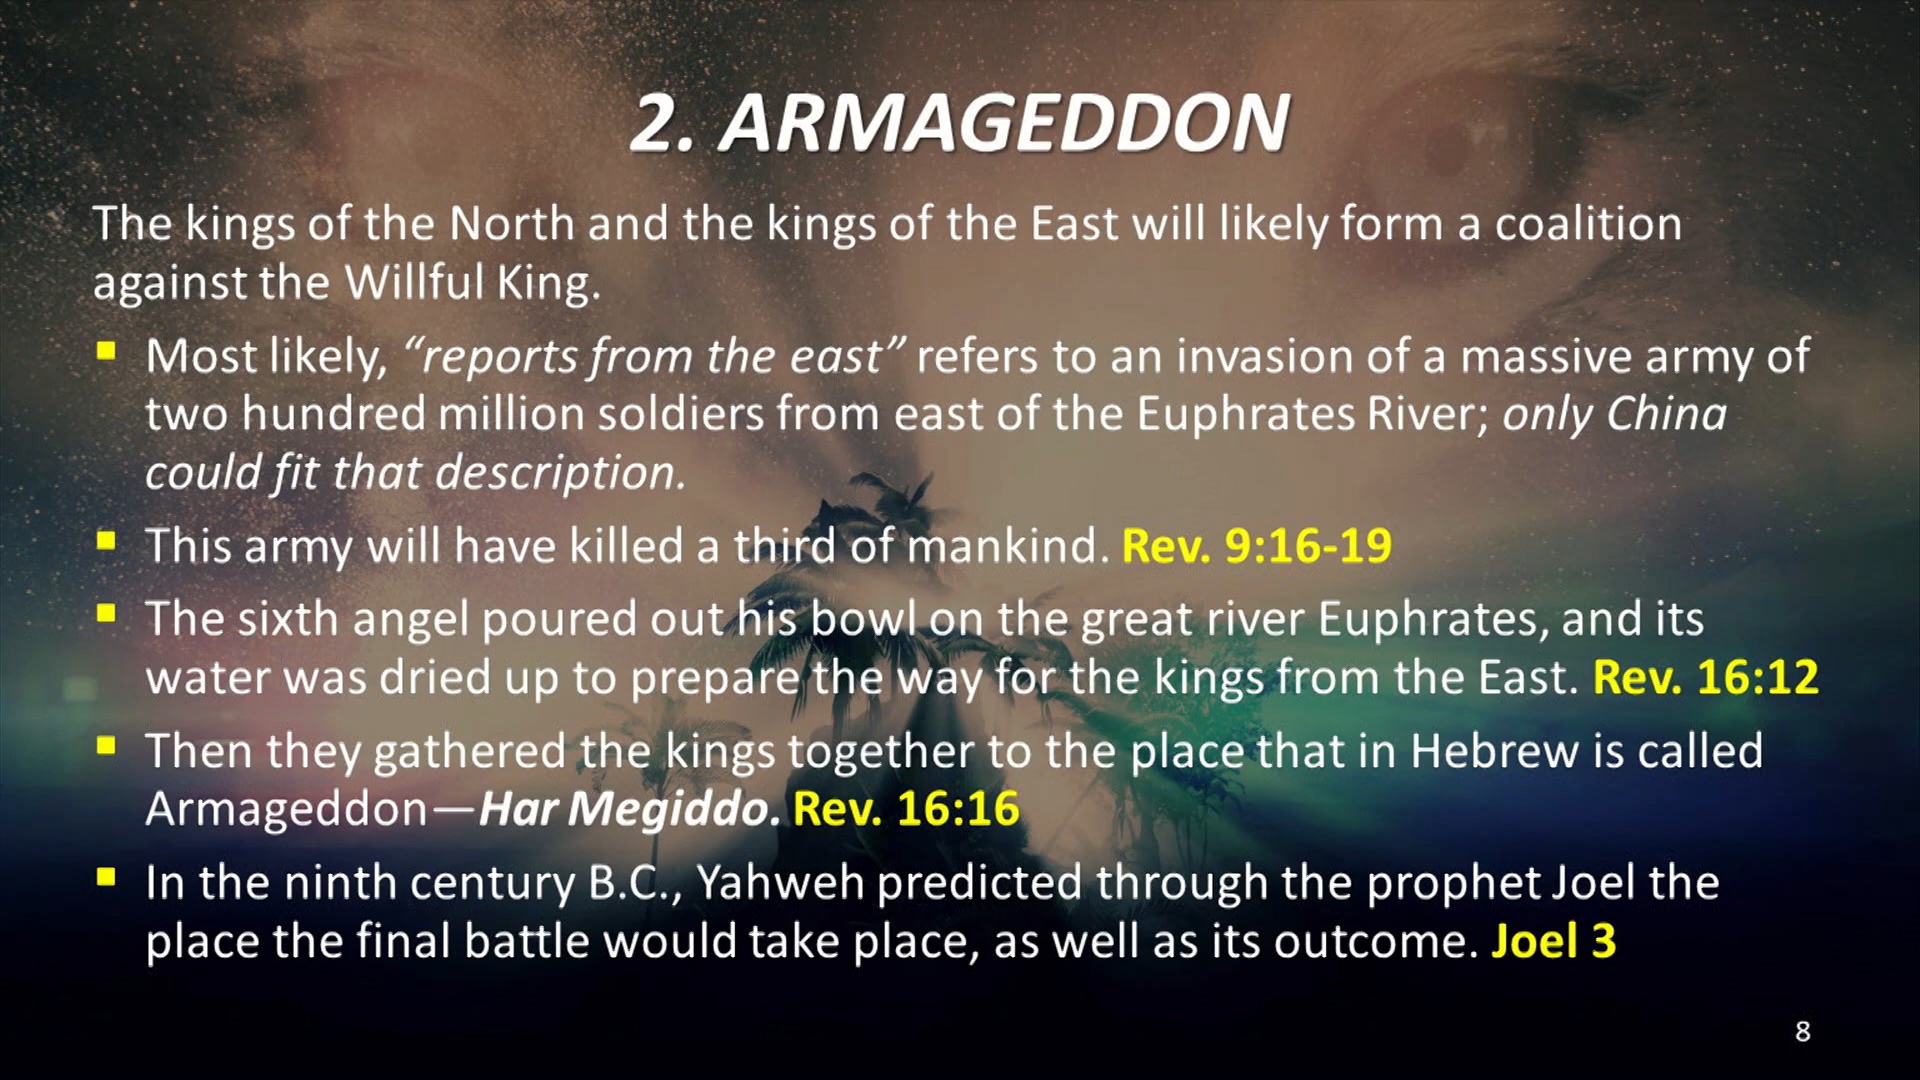 2. ARMAGEDDON
The kings of the North and the kings of the East will likely form a coalition
against the Willful King.
▪ Most likely, “reports from the east” refers to an invasion of a massive army of
two hundred million soldiers from east of the Euphrates River; only China
could fit that description.
▪ This army will have killed a third of mankind. Rev. 9:16-19
▪ The sixth angel poured out his bowl on the great river Euphrates, and its
water was dried up to prepare the way for the kings from the East. Rev. 16:12
▪ Then they gathered the kings together to the place that in Hebrew is called
Armageddon—Har Megiddo. Rev. 16:16
▪ In the ninth century B.C., Yahweh predicted through the prophet Joel the
place the final battle would take place, as well as its outcome. Joel 3
8